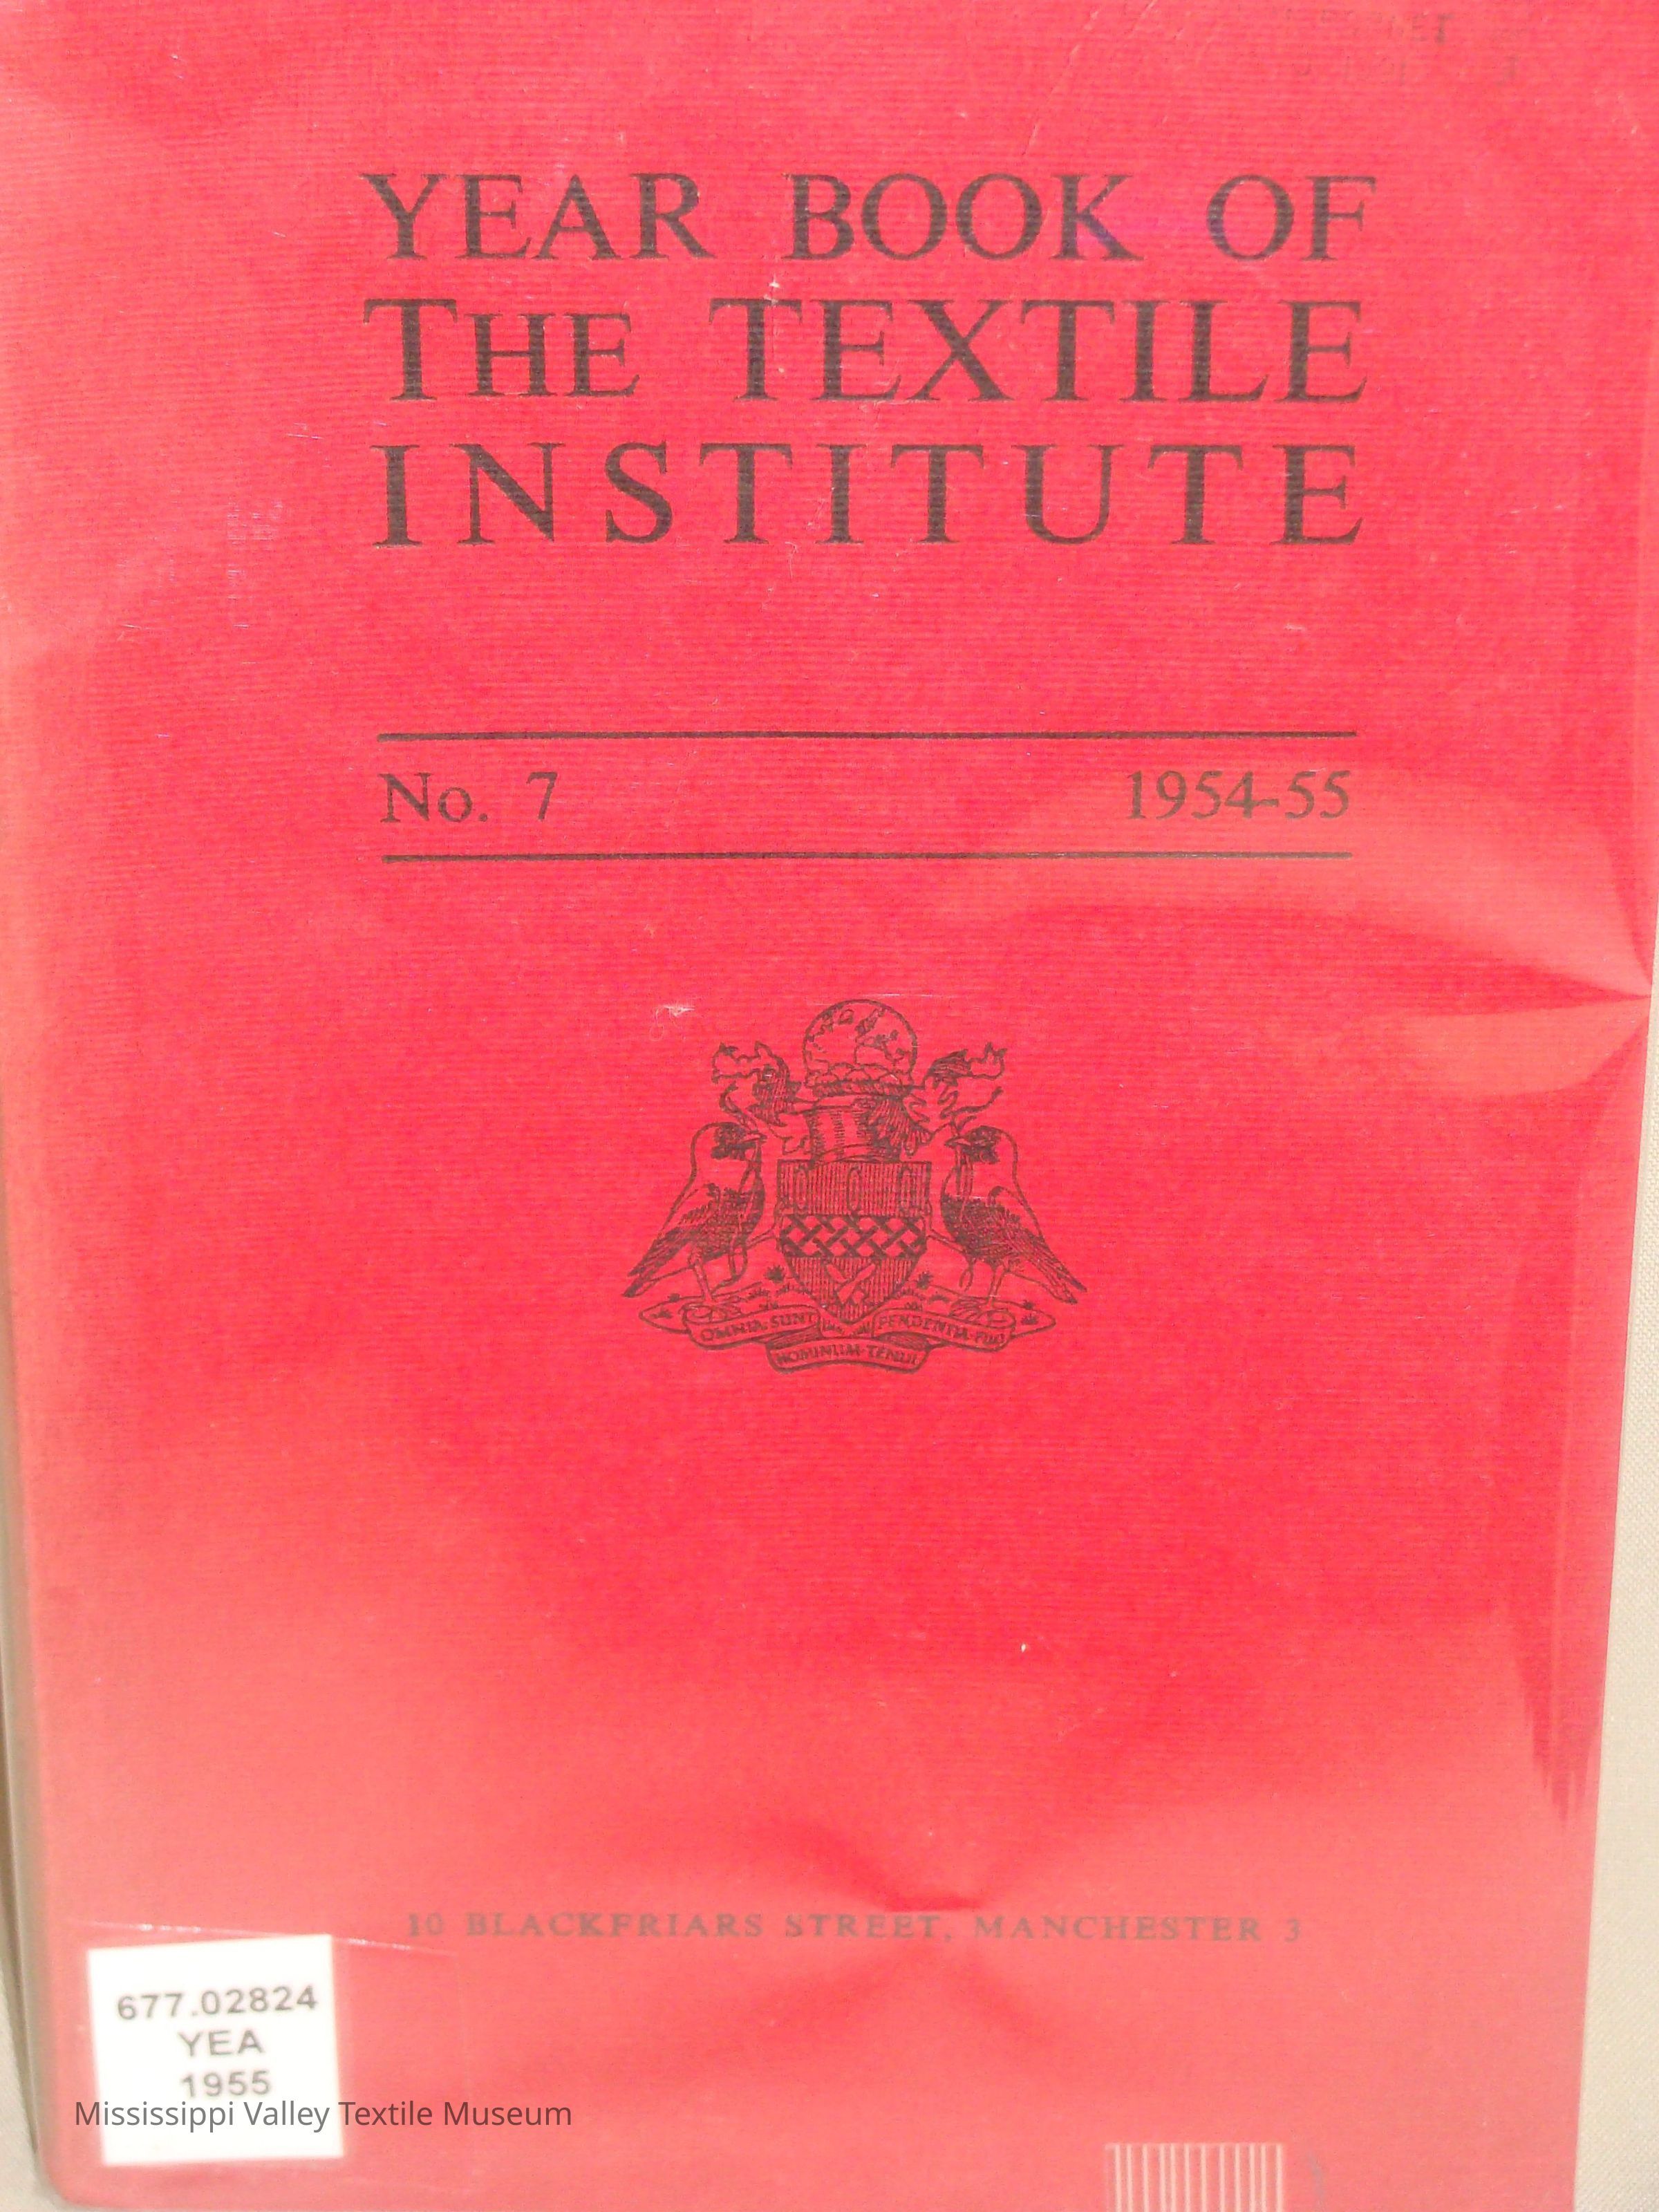 YEAR BOOK OF
THE TEXTILE
INSTITUTE
No. 7 1954-55
OMNIA·SUNT PENDENTIA·FILO
HOMINUM·TENUI
10 BLACKFRIARS STREET, MANCHESTER 3
677.02824
YEA
1955
Mississippi Valley Textile Museum